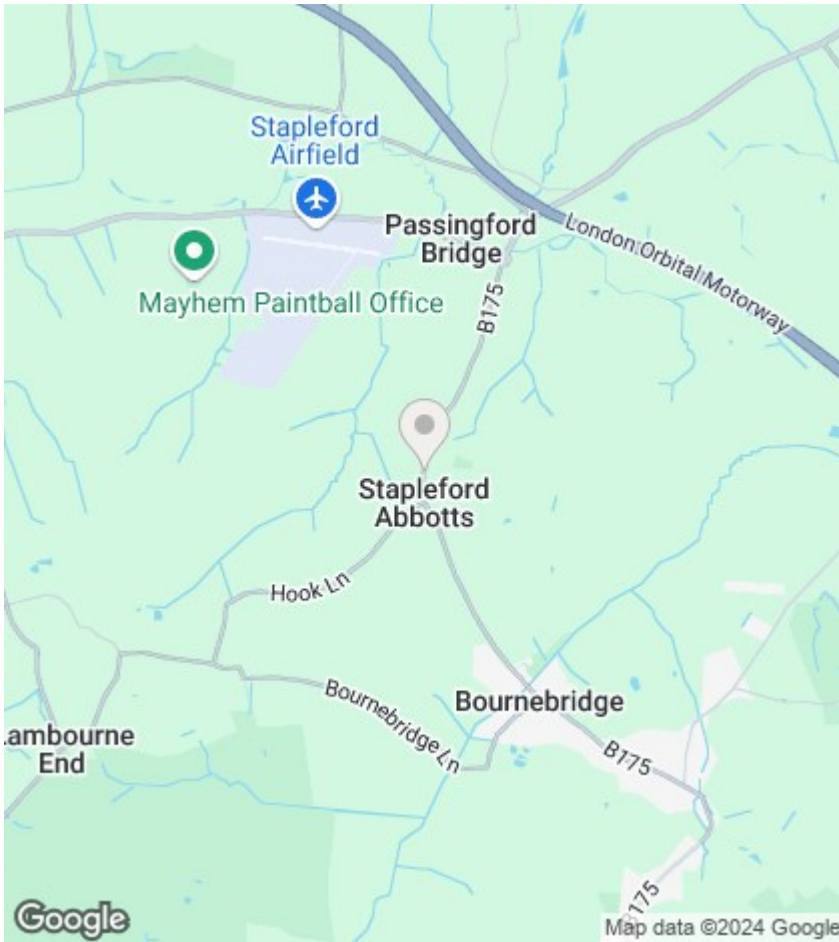 Stapleford
Airfield
Passingford
Bridge
London Orbital Motorway
Mayhem Paintball Office
B175
Stapleford
Abbotts
Hook Ln
Bournebridge Ln
Bournebridge
Lambourne
End
B175
B175
Google
Map data ©2024 Google